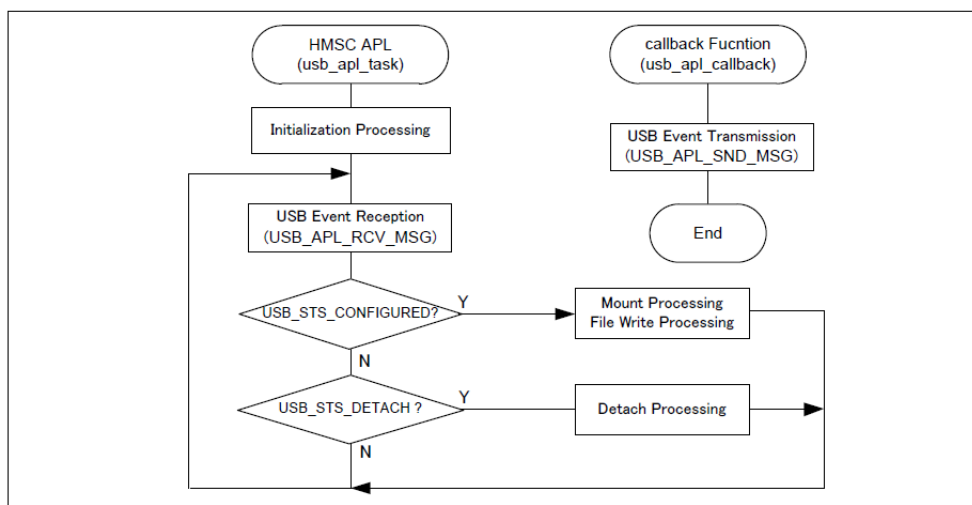 HMSC APL
(usb_apl_task)
callback Fucntion
(usb_apl_callback)
Initialization Processing
USB Event Transmission
(USB_APL_SND_MSG)
USB Event Reception
(USB_APL_RCV_MSG)
End
USB_STS_CONFIGURED?
Y
Mount Processing
File Write Processing
N
USB_STS_DETACH ?
Y
Detach Processing
N